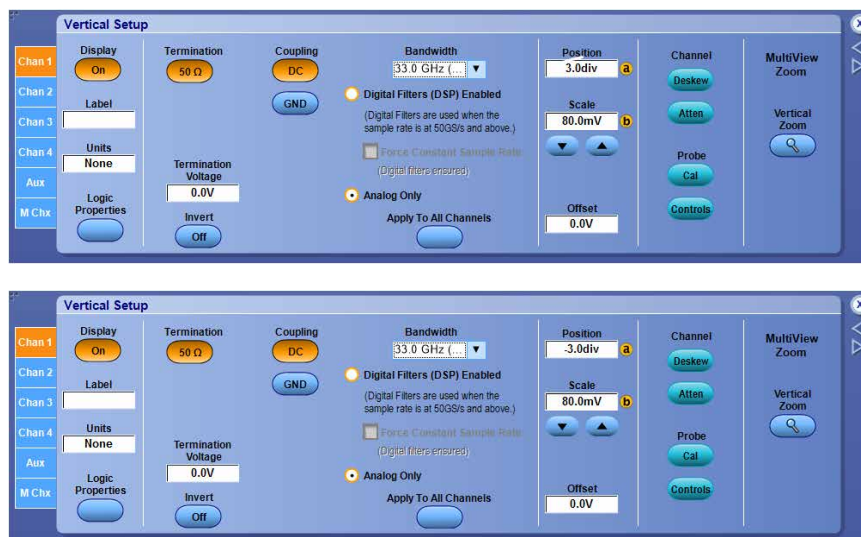 Vertical Setup
Chan 1
Chan 2
Chan 3
Chan 4
Aux
M Chx
Display
On
Label
Units
None
Logic
Properties
Termination
50 Ω
Termination
Voltage
0.0V
Invert
Off
Coupling
DC
GND
Bandwidth
33.0 GHz (...
Digital Filters (DSP) Enabled
(Digital Filters are used when the
sample rate is at 50GS/s and above.)
Force Constant Sample Rate
(Digital filters ensured)
Analog Only
Apply To All Channels
Position
3.0div
a
Scale
80.0mV
b
Offset
0.0V
Channel
Deskew
Atten
Probe
Cal
Controls
MultiView
Zoom
Vertical
Zoom
Vertical Setup
Chan 1
Chan 2
Chan 3
Chan 4
Aux
M Chx
Display
On
Label
Units
None
Logic
Properties
Termination
50 Ω
Termination
Voltage
0.0V
Invert
Off
Coupling
DC
GND
Bandwidth
33.0 GHz (...
Digital Filters (DSP) Enabled
(Digital Filters are used when the
sample rate is at 50GS/s and above.)
Force Constant Sample Rate
(Digital filters ensured)
Analog Only
Apply To All Channels
Position
-3.0div
a
Scale
80.0mV
b
Offset
0.0V
Channel
Deskew
Atten
Probe
Cal
Controls
MultiView
Zoom
Vertical
Zoom